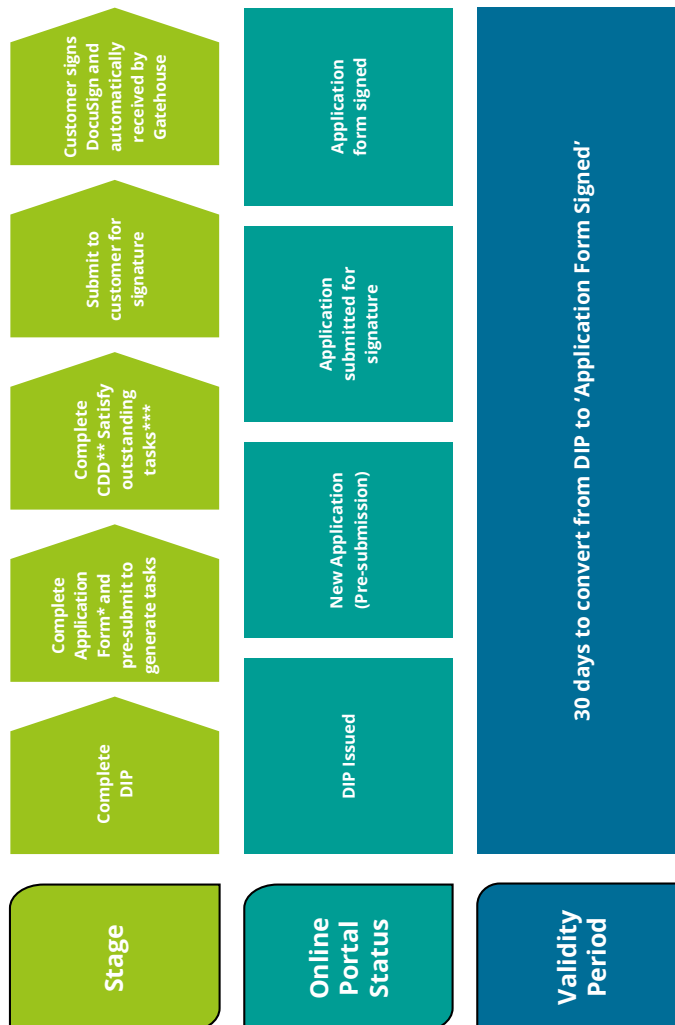 Stage
Complete
DIP
Complete
Application
Form* and
pre-submit to
generate tasks
Complete
CDD** Satisfy
outstanding
tasks***
Submit to
customer for
signature
Customer signs
DocuSign and
automatically
received by
Gatehouse
Online
Portal
Status
DIP Issued
New Application
(Pre-submission)
Application
submitted for
signature
Application
form signed
Validity
Period
30 days to convert from DIP to ‘Application Form Signed’